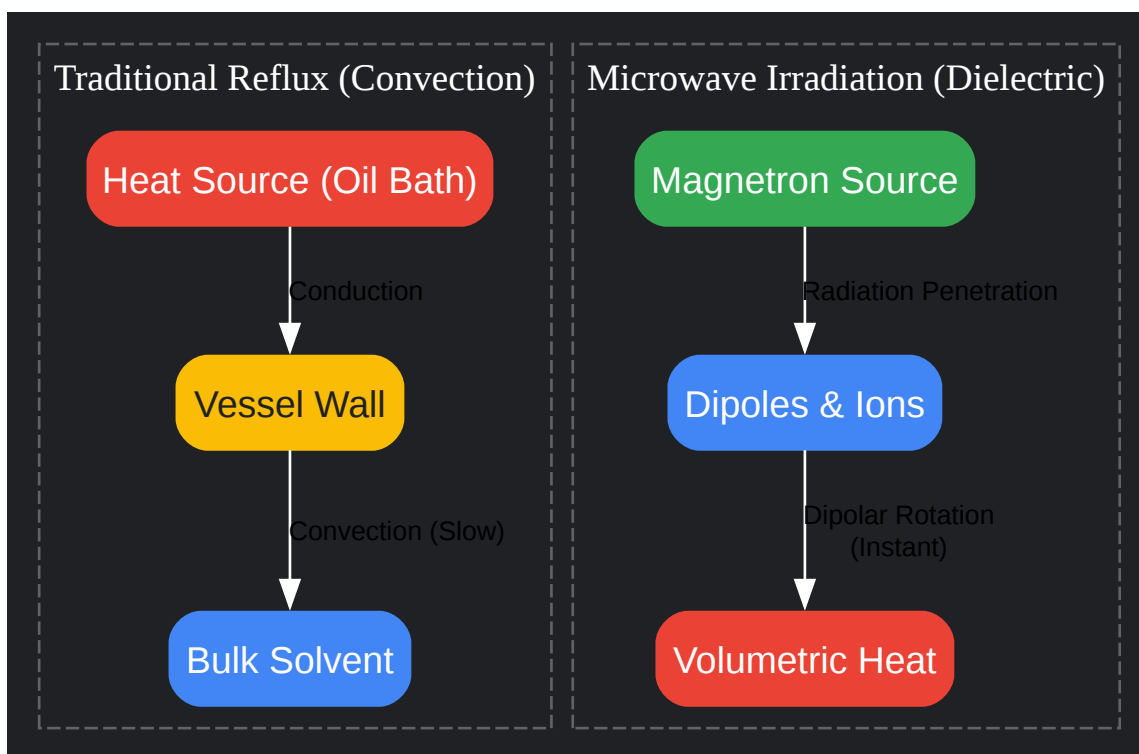 Traditional Reflux (Convection)
Heat Source (Oil Bath)
Conduction
Vessel Wall
Convection (Slow)
Bulk Solvent
Microwave Irradiation (Dielectric)
Magnetron Source
Radiation Penetration
Dipoles & Ions
Dipolar Rotation
(Instant)
Volumetric Heat